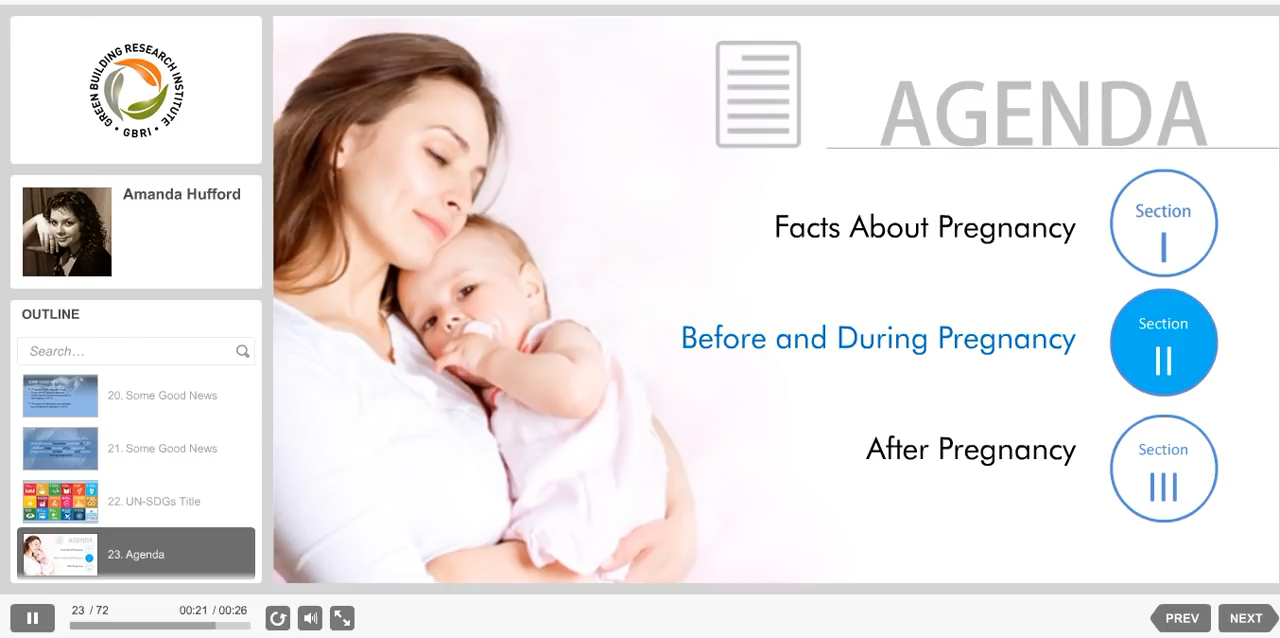 GREEN BUILDING RESEARCH INSTITUTE
• GBRI •
Amanda Hufford
OUTLINE
Search...
20. Some Good News
21. Some Good News
22. UN-SDGs Title
23. Agenda
AGENDA
Facts About Pregnancy
Section
I
Before and During Pregnancy
Section
II
After Pregnancy
Section
III
23 / 72
00:21 / 00:26
PREV
NEXT